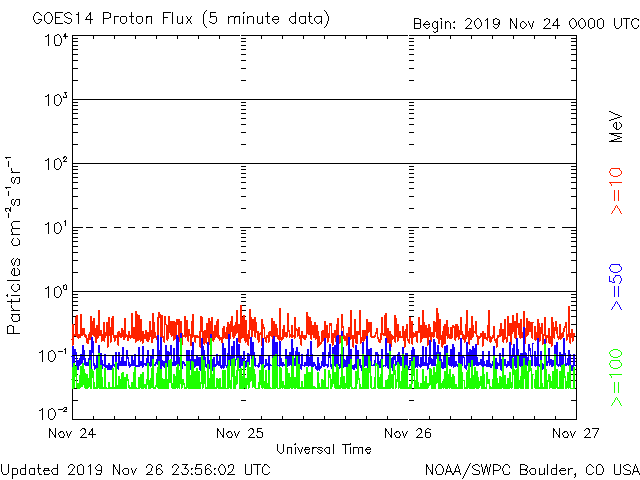 GOES14 Proton Flux (5 minute data)
Begin: 2019 Nov 24 0000 UTC
Particles cm⁻²s⁻¹sr⁻¹
10⁴
10³
10²
10¹
10⁰
10⁻¹
10⁻²
Nov 24 Nov 25 Nov 26 Nov 27
Universal Time
MeV
>=10
>=50
>=100
Updated 2019 Nov 26 23:56:02 UTC
NOAA/SWPC Boulder, CO USA